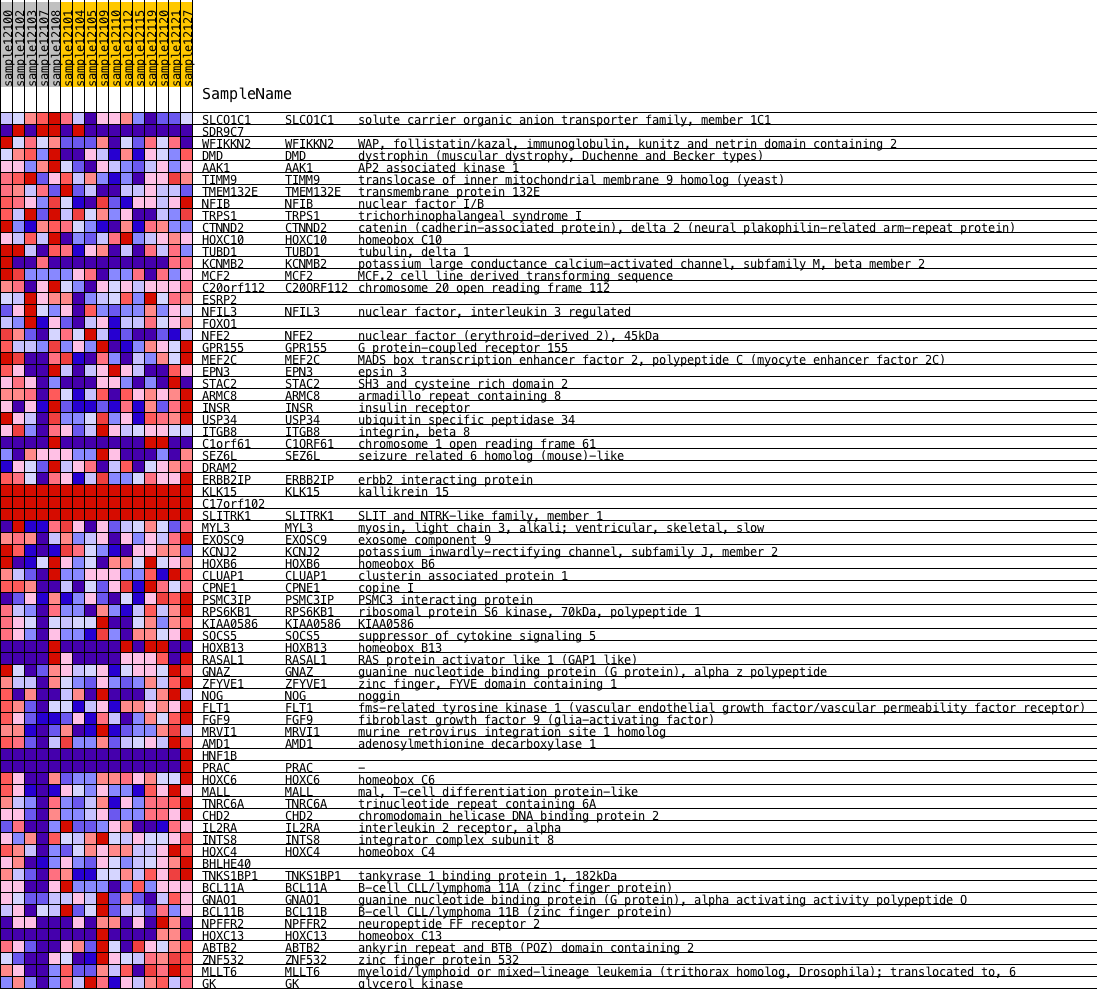 sample12100
sample12102
sample12103
sample12107
sample12108
sample12101
sample12104
sample12105
sample12109
sample12110
sample12112
sample12115
sample12119
sample12120
sample12121
sample12127
SampleName
SLCO1C1 SLCO1C1 solute carrier organic anion transporter family, member 1C1
SDR9C7
WFIKKN2 WFIKKN2 WAP, follistatin/kazal, immunoglobulin, kunitz and netrin domain containing 2
DMD DMD dystrophin (muscular dystrophy, Duchenne and Becker types)
AAK1 AAK1 AP2 associated kinase 1
TIMM9 TIMM9 translocase of inner mitochondrial membrane 9 homolog (yeast)
TMEM132E TMEM132E transmembrane protein 132E
NFIB NFIB nuclear factor I/B
TRPS1 TRPS1 trichorhinophalangeal syndrome I
CTNND2 CTNND2 catenin (cadherin-associated protein), delta 2 (neural plakophilin-related arm-repeat protein)
HOXC10 HOXC10 homeobox C10
TUBD1 TUBD1 tubulin, delta 1
KCNMB2 KCNMB2 potassium large conductance calcium-activated channel, subfamily M, beta member 2
MCF2 MCF2 MCF.2 cell line derived transforming sequence
C20orf112 C20ORF112 chromosome 20 open reading frame 112
ESRP2
NFIL3 NFIL3 nuclear factor, interleukin 3 regulated
FOXO1
NFE2 NFE2 nuclear factor (erythroid-derived 2), 45kDa
GPR155 GPR155 G protein-coupled receptor 155
MEF2C MEF2C MADS box transcription enhancer factor 2, polypeptide C (myocyte enhancer factor 2C)
EPN3 EPN3 epsin 3
STAC2 STAC2 SH3 and cysteine rich domain 2
ARMC8 ARMC8 armadillo repeat containing 8
INSR INSR insulin receptor
USP34 USP34 ubiquitin specific peptidase 34
ITGB8 ITGB8 integrin, beta 8
C1orf61 C1ORF61 chromosome 1 open reading frame 61
SEZ6L SEZ6L seizure related 6 homolog (mouse)-like
DRAM2
ERBB2IP ERBB2IP erbb2 interacting protein
KLK15 KLK15 kallikrein 15
C17orf102
SLITRK1 SLITRK1 SLIT and NTRK-like family, member 1
MYL3 MYL3 myosin, light chain 3, alkali; ventricular, skeletal, slow
EXOSC9 EXOSC9 exosome component 9
KCNJ2 KCNJ2 potassium inwardly-rectifying channel, subfamily J, member 2
HOXB6 HOXB6 homeobox B6
CLUAP1 CLUAP1 clusterin associated protein 1
CPNE1 CPNE1 copine I
PSMC3IP PSMC3IP PSMC3 interacting protein
RPS6KB1 RPS6KB1 ribosomal protein S6 kinase, 70kDa, polypeptide 1
KIAA0586 KIAA0586 KIAA0586
SOCS5 SOCS5 suppressor of cytokine signaling 5
HOXB13 HOXB13 homeobox B13
RASAL1 RASAL1 RAS protein activator like 1 (GAP1 like)
GNAZ GNAZ guanine nucleotide binding protein (G protein), alpha z polypeptide
ZFYVE1 ZFYVE1 zinc finger, FYVE domain containing 1
NOG NOG noggin
FLT1 FLT1 fms-related tyrosine kinase 1 (vascular endothelial growth factor/vascular permeability factor receptor)
FGF9 FGF9 fibroblast growth factor 9 (glia-activating factor)
MRVI1 MRVI1 murine retrovirus integration site 1 homolog
AMD1 AMD1 adenosylmethionine decarboxylase 1
HNF1B
PRAC PRAC -
HOXC6 HOXC6 homeobox C6
MALL MALL mal, T-cell differentiation protein-like
TNRC6A TNRC6A trinucleotide repeat containing 6A
CHD2 CHD2 chromodomain helicase DNA binding protein 2
IL2RA IL2RA interleukin 2 receptor, alpha
INTS8 INTS8 integrator complex subunit 8
HOXC4 HOXC4 homeobox C4
BHLHE40
TNKS1BP1 TNKS1BP1 tankyrase 1 binding protein 1, 182kDa
BCL11A BCL11A B-cell CLL/lymphoma 11A (zinc finger protein)
GNAO1 GNAO1 guanine nucleotide binding protein (G protein), alpha activating activity polypeptide O
BCL11B BCL11B B-cell CLL/lymphoma 11B (zinc finger protein)
NPFFR2 NPFFR2 neuropeptide FF receptor 2
HOXC13 HOXC13 homeobox C13
ABTB2 ABTB2 ankyrin repeat and BTB (POZ) domain containing 2
ZNF532 ZNF532 zinc finger protein 532
MLLT6 MLLT6 myeloid/lymphoid or mixed-lineage leukemia (trithorax homolog, Drosophila); translocated to, 6
GK GK glycerol kinase